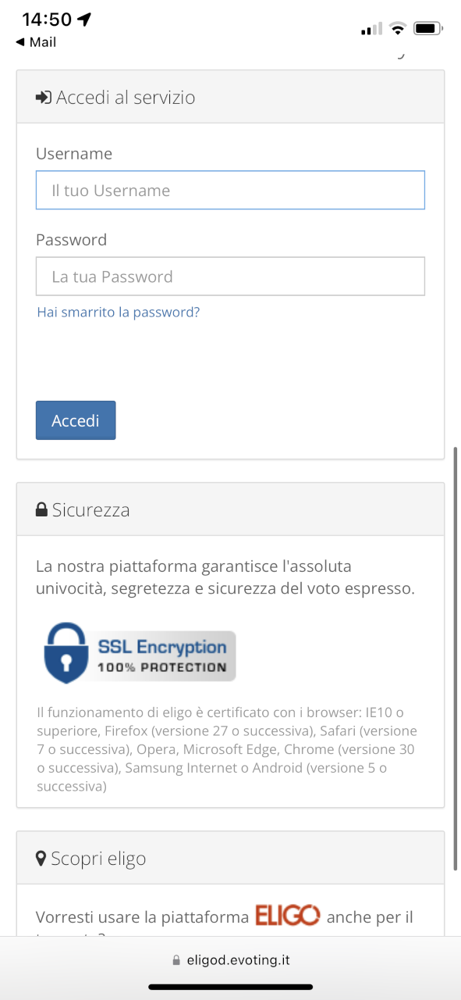 14:50
Mail
Accedi al servizio
Username
Il tuo Username
Password
La tua Password
Hai smarrito la password?
Accedi
Sicurezza
La nostra piattaforma garantisce l'assoluta
univocità, segretezza e sicurezza del voto espresso.
SSL Encryption
100% PROTECTION
Il funzionamento di eligo è certificato con i browser: IE10 o
superiore, Firefox (versione 27 o successiva), Safari (versione
7 o successiva), Opera, Microsoft Edge, Chrome (versione 30
o successiva), Samsung Internet o Android (versione 5 o
successiva)
Scopri eligo
Vorresti usare la piattaforma ELIGO anche per il
eligod.evoting.it